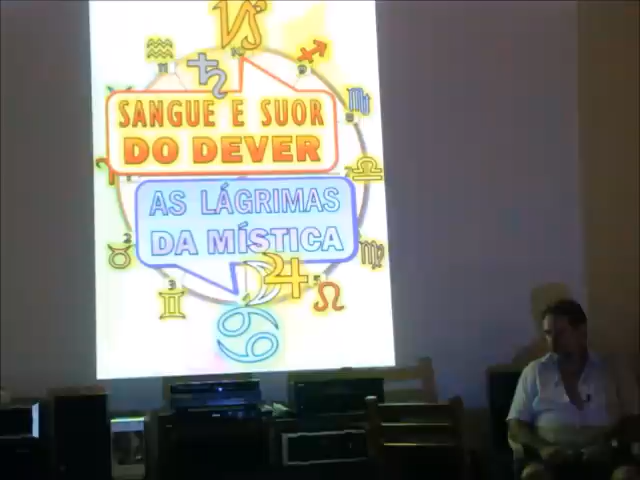 SANGUE E SUOR
DO DEVER
AS LÁGRIMAS
DA MÍSTICA